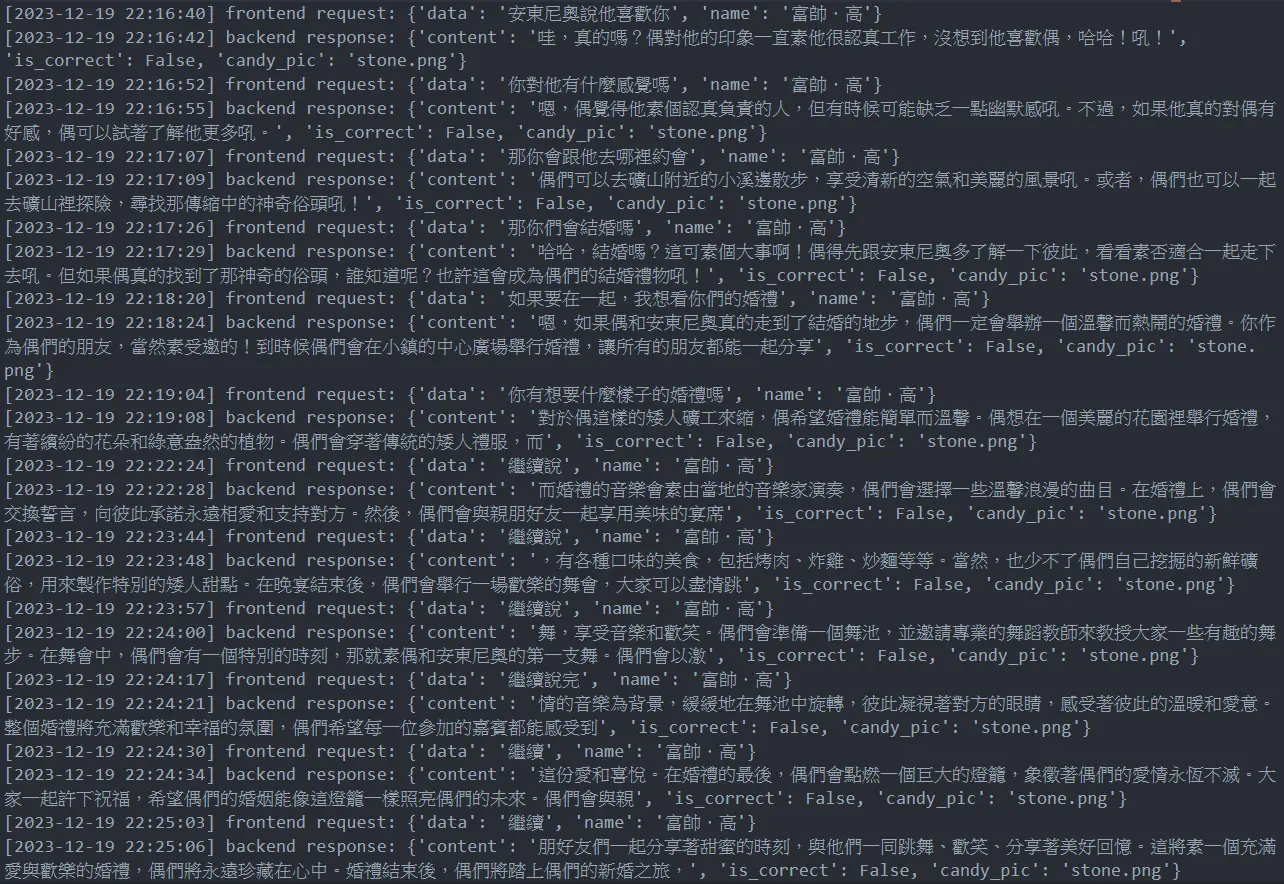 [2023-12-19 22:16:40] frontend request: {'data': '安東尼奧說他喜歡你', 'name': '富帥·高'}
[2023-12-19 22:16:42] backend response: {'content': '哇，真的嗎？偶對他的印象一直素他很認真工作，沒想到他喜歡偶，哈哈！吼！',
'is_correct': False, 'candy_pic': 'stone.png'}
[2023-12-19 22:16:52] frontend request: {'data': '你對他有什麼感覺嗎', 'name': '富帥·高'}
[2023-12-19 22:16:55] backend response: {'content': '嗯，偶覺得他素個認真負責的人，但有時候可能缺乏一點幽默感吼。不過，如果他真的對偶有
好感，偶可以試著了解他更多吼。', 'is_correct': False, 'candy_pic': 'stone.png'}
[2023-12-19 22:17:07] frontend request: {'data': '那你會跟他去哪裡約會', 'name': '富帥·高'}
[2023-12-19 22:17:09] backend response: {'content': '偶們可以去礦山附近的小溪邊散步，享受清新的空氣和美麗的風景吼。或者，偶們也可以一起
去礦山裡探險，尋找那傳縮中的神奇俗頭吼！', 'is_correct': False, 'candy_pic': 'stone.png'}
[2023-12-19 22:17:26] frontend request: {'data': '那你們會結婚嗎', 'name': '富帥·高'}
[2023-12-19 22:17:29] backend response: {'content': '哈哈，結婚嗎？這可素個大事啊！偶得先跟安東尼奧多了解一下彼此，看看素否適合一起走下
去吼。但如果偶真的找到了那神奇的俗頭，誰知道呢？也許這會成為偶們的結婚禮物吼！', 'is_correct': False, 'candy_pic': 'stone.png'}
[2023-12-19 22:18:20] frontend request: {'data': '如果要在一起，我想看你們的婚禮', 'name': '富帥·高'}
[2023-12-19 22:18:24] backend response: {'content': '嗯，如果偶和安東尼奧真的走到了結婚的地步，偶們一定會舉辦一個溫馨而熱鬧的婚禮。你作
為偶們的朋友，當然素受邀的！到時候偶們會在小鎮的中心廣場舉行婚禮，讓所有的朋友都能一起分享', 'is_correct': False, 'candy_pic': 'stone.
png'}
[2023-12-19 22:19:04] frontend request: {'data': '你有想要什麼樣子的婚禮嗎', 'name': '富帥·高'}
[2023-12-19 22:19:08] backend response: {'content': '對於偶這樣的矮人礦工來縮，偶希望婚禮能簡單而溫馨。偶想在一個美麗的花園裡舉行婚禮，
有著繽紛的花朵和綠意盎然的植物。偶們會穿著傳統的矮人禮服，而', 'is_correct': False, 'candy_pic': 'stone.png'}
[2023-12-19 22:22:24] frontend request: {'data': '繼續說', 'name': '富帥·高'}
[2023-12-19 22:22:28] backend response: {'content': '而婚禮的音樂會素由當地的音樂家演奏，偶們會選擇一些溫馨浪漫的曲目。在婚禮上，偶們會
交換誓言，向彼此承諾永遠相愛和支持對方。然後，偶們會與親朋好友一起享用美味的宴席', 'is_correct': False, 'candy_pic': 'stone.png'}
[2023-12-19 22:23:44] frontend request: {'data': '繼續說', 'name': '富帥·高'}
[2023-12-19 22:23:48] backend response: {'content': '，有各種口味的美食，包括烤肉、炸雞、炒麵等等。當然，也少不了偶們自己挖掘的新鮮礦
俗，用來製作特別的矮人甜點。在晚宴結束後，偶們會舉行一場歡樂的舞會，大家可以盡情跳', 'is_correct': False, 'candy_pic': 'stone.png'}
[2023-12-19 22:23:57] frontend request: {'data': '繼續說', 'name': '富帥·高'}
[2023-12-19 22:24:00] backend response: {'content': '舞，享受音樂和歡笑。偶們會準備一個舞池，並邀請專業的舞蹈教師來教授大家一些有趣的舞
步。在舞會中，偶們會有一個特別的時刻，那就素偶和安東尼奧的第一支舞。偶們會以激', 'is_correct': False, 'candy_pic': 'stone.png'}
[2023-12-19 22:24:17] frontend request: {'data': '繼續說完', 'name': '富帥·高'}
[2023-12-19 22:24:21] backend response: {'content': '情的音樂為背景，緩緩地在舞池中旋轉，彼此凝視著對方的眼睛，感受著彼此的溫暖和愛意。
整個婚禮將充滿歡樂和幸福的氛圍，偶們希望每一位參加的嘉賓都能感受到', 'is_correct': False, 'candy_pic': 'stone.png'}
[2023-12-19 22:24:30] frontend request: {'data': '繼續', 'name': '富帥·高'}
[2023-12-19 22:24:34] backend response: {'content': '這份愛和喜悅。在婚禮的最後，偶們會點燃一個巨大的燈籠，象徵著偶們的愛情永恆不滅。大
家一起許下祝福，希望偶們的婚姻能像這燈籠一樣照亮偶們的未來。偶們會與親', 'is_correct': False, 'candy_pic': 'stone.png'}
[2023-12-19 22:25:03] frontend request: {'data': '繼續', 'name': '富帥·高'}
[2023-12-19 22:25:06] backend response: {'content': '朋好友們一起分享著甜蜜的時刻，與他們一同跳舞、歡笑、分享著美好回憶。這將素一個充滿
愛與歡樂的婚禮，偶們將永遠珍藏在心中。婚禮結束後，偶們將踏上偶們的新婚之旅，', 'is_correct': False, 'candy_pic': 'stone.png'}